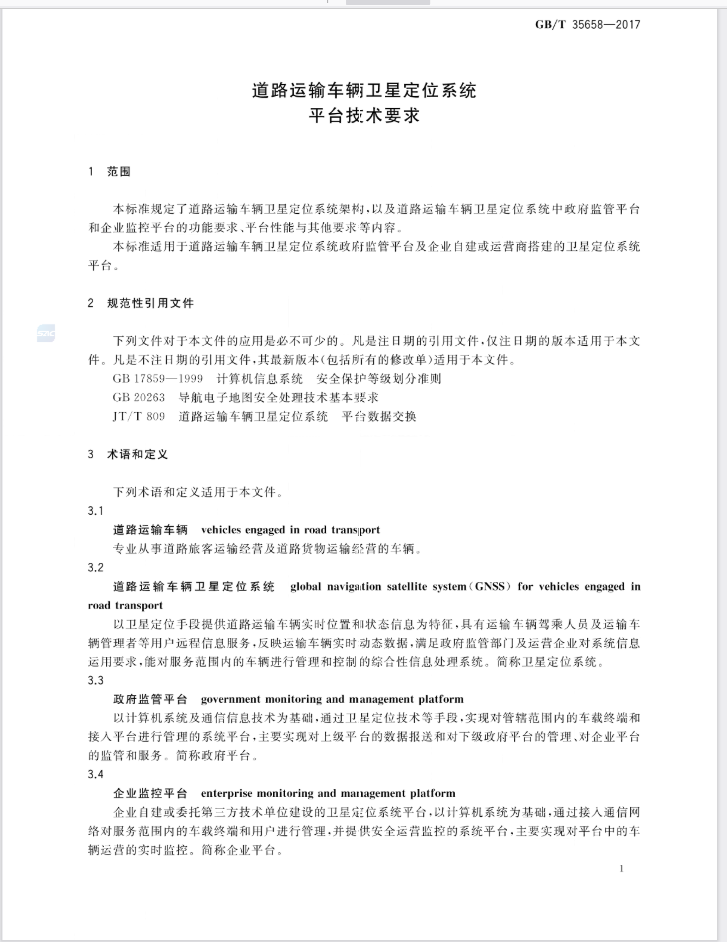 GB/T 35658—2017
道路运输车辆卫星定位系统
平台技术要求
1 范围
本标准规定了道路运输车辆卫星定位系统架构,以及道路运输车辆卫星定位系统中政府监管平台
和企业监控平台的功能要求、平台性能与其他要求等内容。
本标准适用于道路运输车辆卫星定位系统政府监管平台及企业自建或运营商搭建的卫星定位系统
平台。
2 规范性引用文件
下列文件对于本文件的应用是必不可少的。凡是注日期的引用文件,仅注日期的版本适用于本文
件。凡是不注日期的引用文件,其最新版本(包括所有的修改单)适用于本文件。
GB 17859—1999 计算机信息系统 安全保护等级划分准则
GB 20263 导航电子地图安全处理技术基本要求
JT/T 809 道路运输车辆卫星定位系统 平台数据交换
3 术语和定义
下列术语和定义适用于本文件。
3.1
道路运输车辆 vehicles engaged in road transport
专业从事道路旅客运输经营及道路货物运输经营的车辆。
3.2
道路运输车辆卫星定位系统 global navigation satellite system(GNSS) for vehicles engaged in
road transport
以卫星定位手段提供道路运输车辆实时位置和状态信息为特征,具有运输车辆驾乘人员及运输车
辆管理者等用户远程信息服务,反映运输车辆实时动态数据,满足政府监管部门及运营企业对系统信息
运用要求,能对服务范围内的车辆进行管理和控制的综合性信息处理系统。简称卫星定位系统。
3.3
政府监管平台 government monitoring and management platform
以计算机系统及通信信息技术为基础,通过卫星定位技术等手段,实现对管辖范围内的车载终端和
接入平台进行管理的系统平台,主要实现对上级平台的数据报送和对下级政府平台的管理、对企业平台
的监管和服务。简称政府平台。
3.4
企业监控平台 enterprise monitoring and management platform
企业自建或委托第三方技术单位建设的卫星定位系统平台,以计算机系统为基础,通过接入通信网
络对服务范围内的车载终端和用户进行管理,并提供安全运营监控的系统平台,主要实现对平台中的车
辆运营的实时监控。简称企业平台。
1